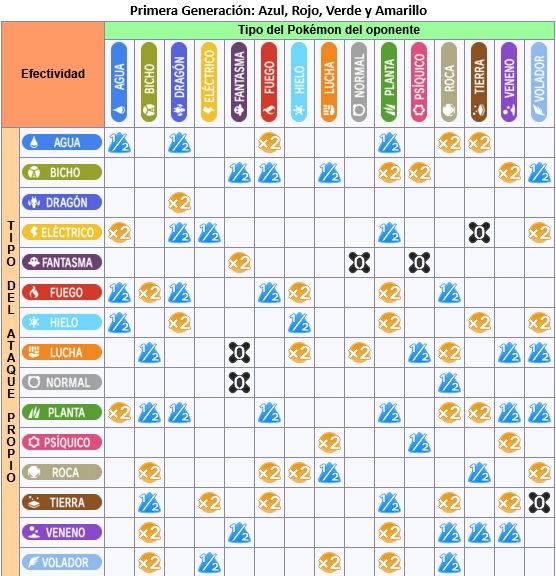 Primera Generación: Azul, Rojo, Verde y Amarillo
Efectividad
Tipo del Pokémon del oponente
AGUA BICHO DRAGÓN ELÉCTRICO FANTASMA FUEGO HIELO LUCHA NORMAL PLANTA PSÍQUICO ROCA TIERRA VENENO VOLADOR
TIPO DEL ATAQUE PROPIO
AGUA 1/2 1/2 ×2 1/2 ×2 ×2
BICHO 1/2 1/2 1/2 ×2 ×2 ×2 1/2
DRAGÓN ×2
ELÉCTRICO ×2 1/2 1/2 1/2 0 ×2
FANTASMA ×2 0 0
FUEGO 1/2 ×2 1/2 1/2 ×2 ×2 1/2
HIELO 1/2 ×2 1/2 ×2 ×2 ×2
LUCHA 1/2 0 ×2 ×2 1/2 ×2 1/2 1/2
NORMAL 0 1/2
PLANTA ×2 1/2 1/2 1/2 1/2 ×2 ×2 1/2 1/2
PSÍQUICO ×2 1/2 ×2
ROCA ×2 ×2 ×2 1/2 1/2 ×2
TIERRA 1/2 ×2 ×2 1/2 ×2 ×2 0
VENENO ×2 1/2 ×2 1/2 1/2 1/2
VOLADOR ×2 1/2 ×2 ×2 1/2